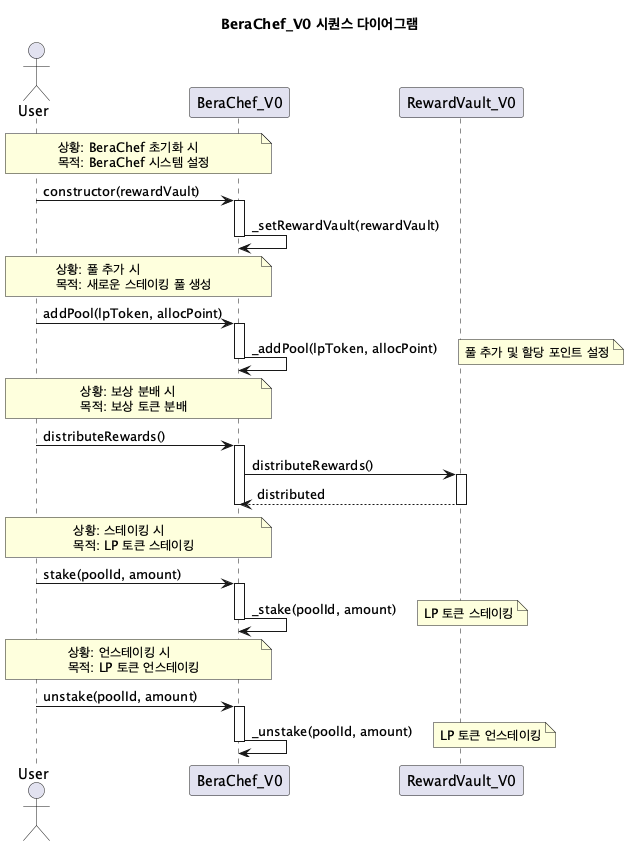 BeraChef_V0 시퀀스 다이어그램
User
BeraChef_V0
RewardVault_V0
상황: BeraChef 초기화 시
목적: BeraChef 시스템 설정
constructor(rewardVault)
_setRewardVault(rewardVault)
상황: 풀 추가 시
목적: 새로운 스테이킹 풀 생성
addPool(lpToken, allocPoint)
_addPool(lpToken, allocPoint)
풀 추가 및 할당 포인트 설정
상황: 보상 분배 시
목적: 보상 토큰 분배
distributeRewards()
distributeRewards()
distributed
상황: 스테이킹 시
목적: LP 토큰 스테이킹
stake(poolId, amount)
_stake(poolId, amount)
LP 토큰 스테이킹
상황: 언스테이킹 시
목적: LP 토큰 언스테이킹
unstake(poolId, amount)
_unstake(poolId, amount)
LP 토큰 언스테이킹
User
BeraChef_V0
RewardVault_V0